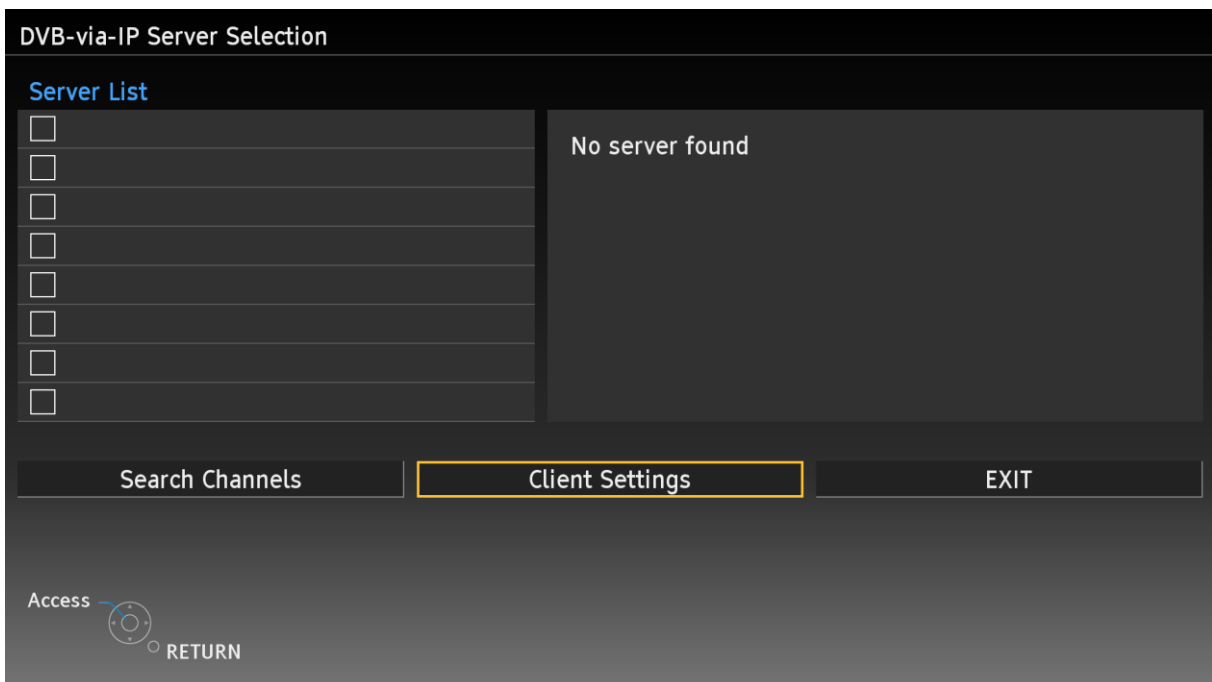 DVB-via-IP Server Selection
Server List
No server found
Search Channels
Client Settings
EXIT
Access
RETURN